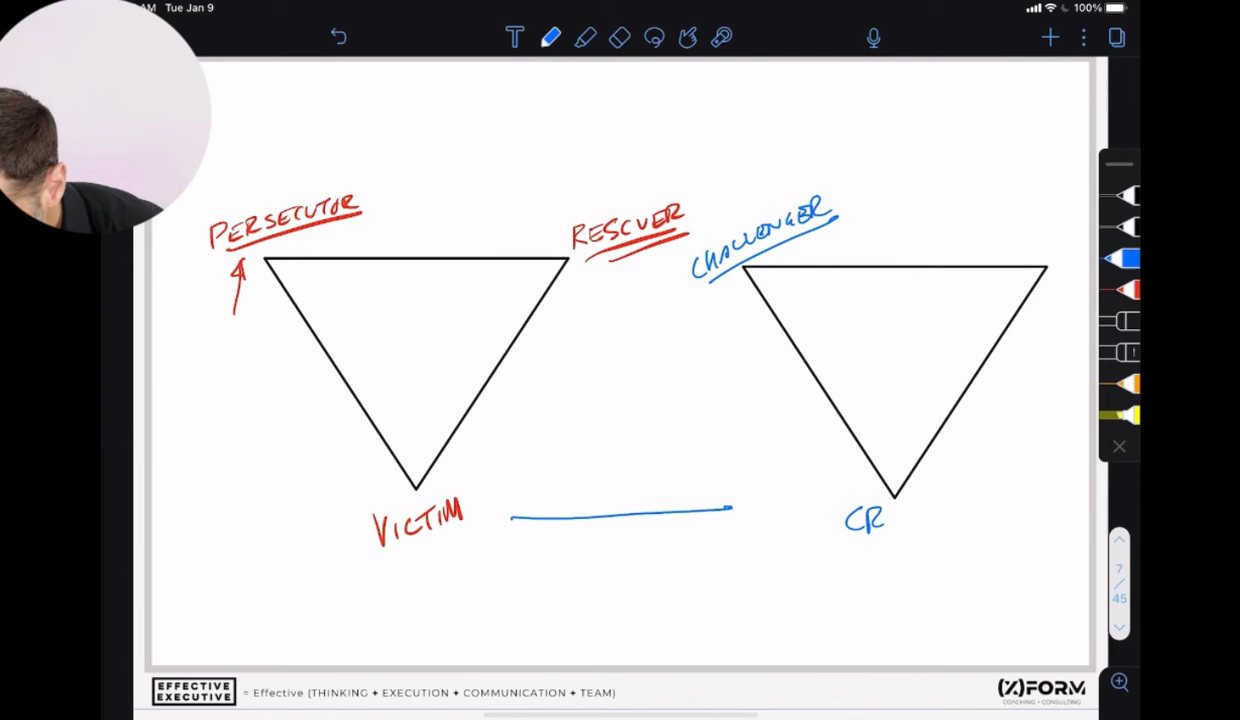 AM Tue Jan 9
100%
T
PERSECUTOR
RESCUER
CHALLENGER
VICTIM
CR
7
/
45
EFFECTIVE
EXECUTIVE
= Effective (THINKING + EXECUTION + COMMUNICATION + TEAM)
(X)FORM
COACHING + CONSULTING